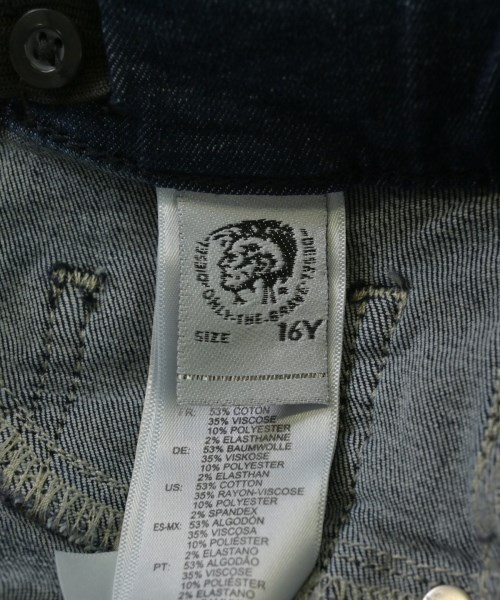 "DIESEL" "ONLY-THE-BRAVE" "DIESEL"
SIZE 16Y
FR: 53% COTON
35% VISCOSE
10% POLYESTER
2% ELASTHANNE
DE: 53% BAUMWOLLE
35% VISKOSE
10% POLYESTER
2% ELASTHAN
US: 53% COTTON
35% RAYON-VISCOSE
10% POLYESTER
2% SPANDEX
ES-MX: 53% ALGODÓN
35% VISCOSA
10% POLIÉSTER
2% ELASTANO
PT: 53% ALGODÃO
35% VISCOSE
10% POLIÉSTER
2% ELASTANO